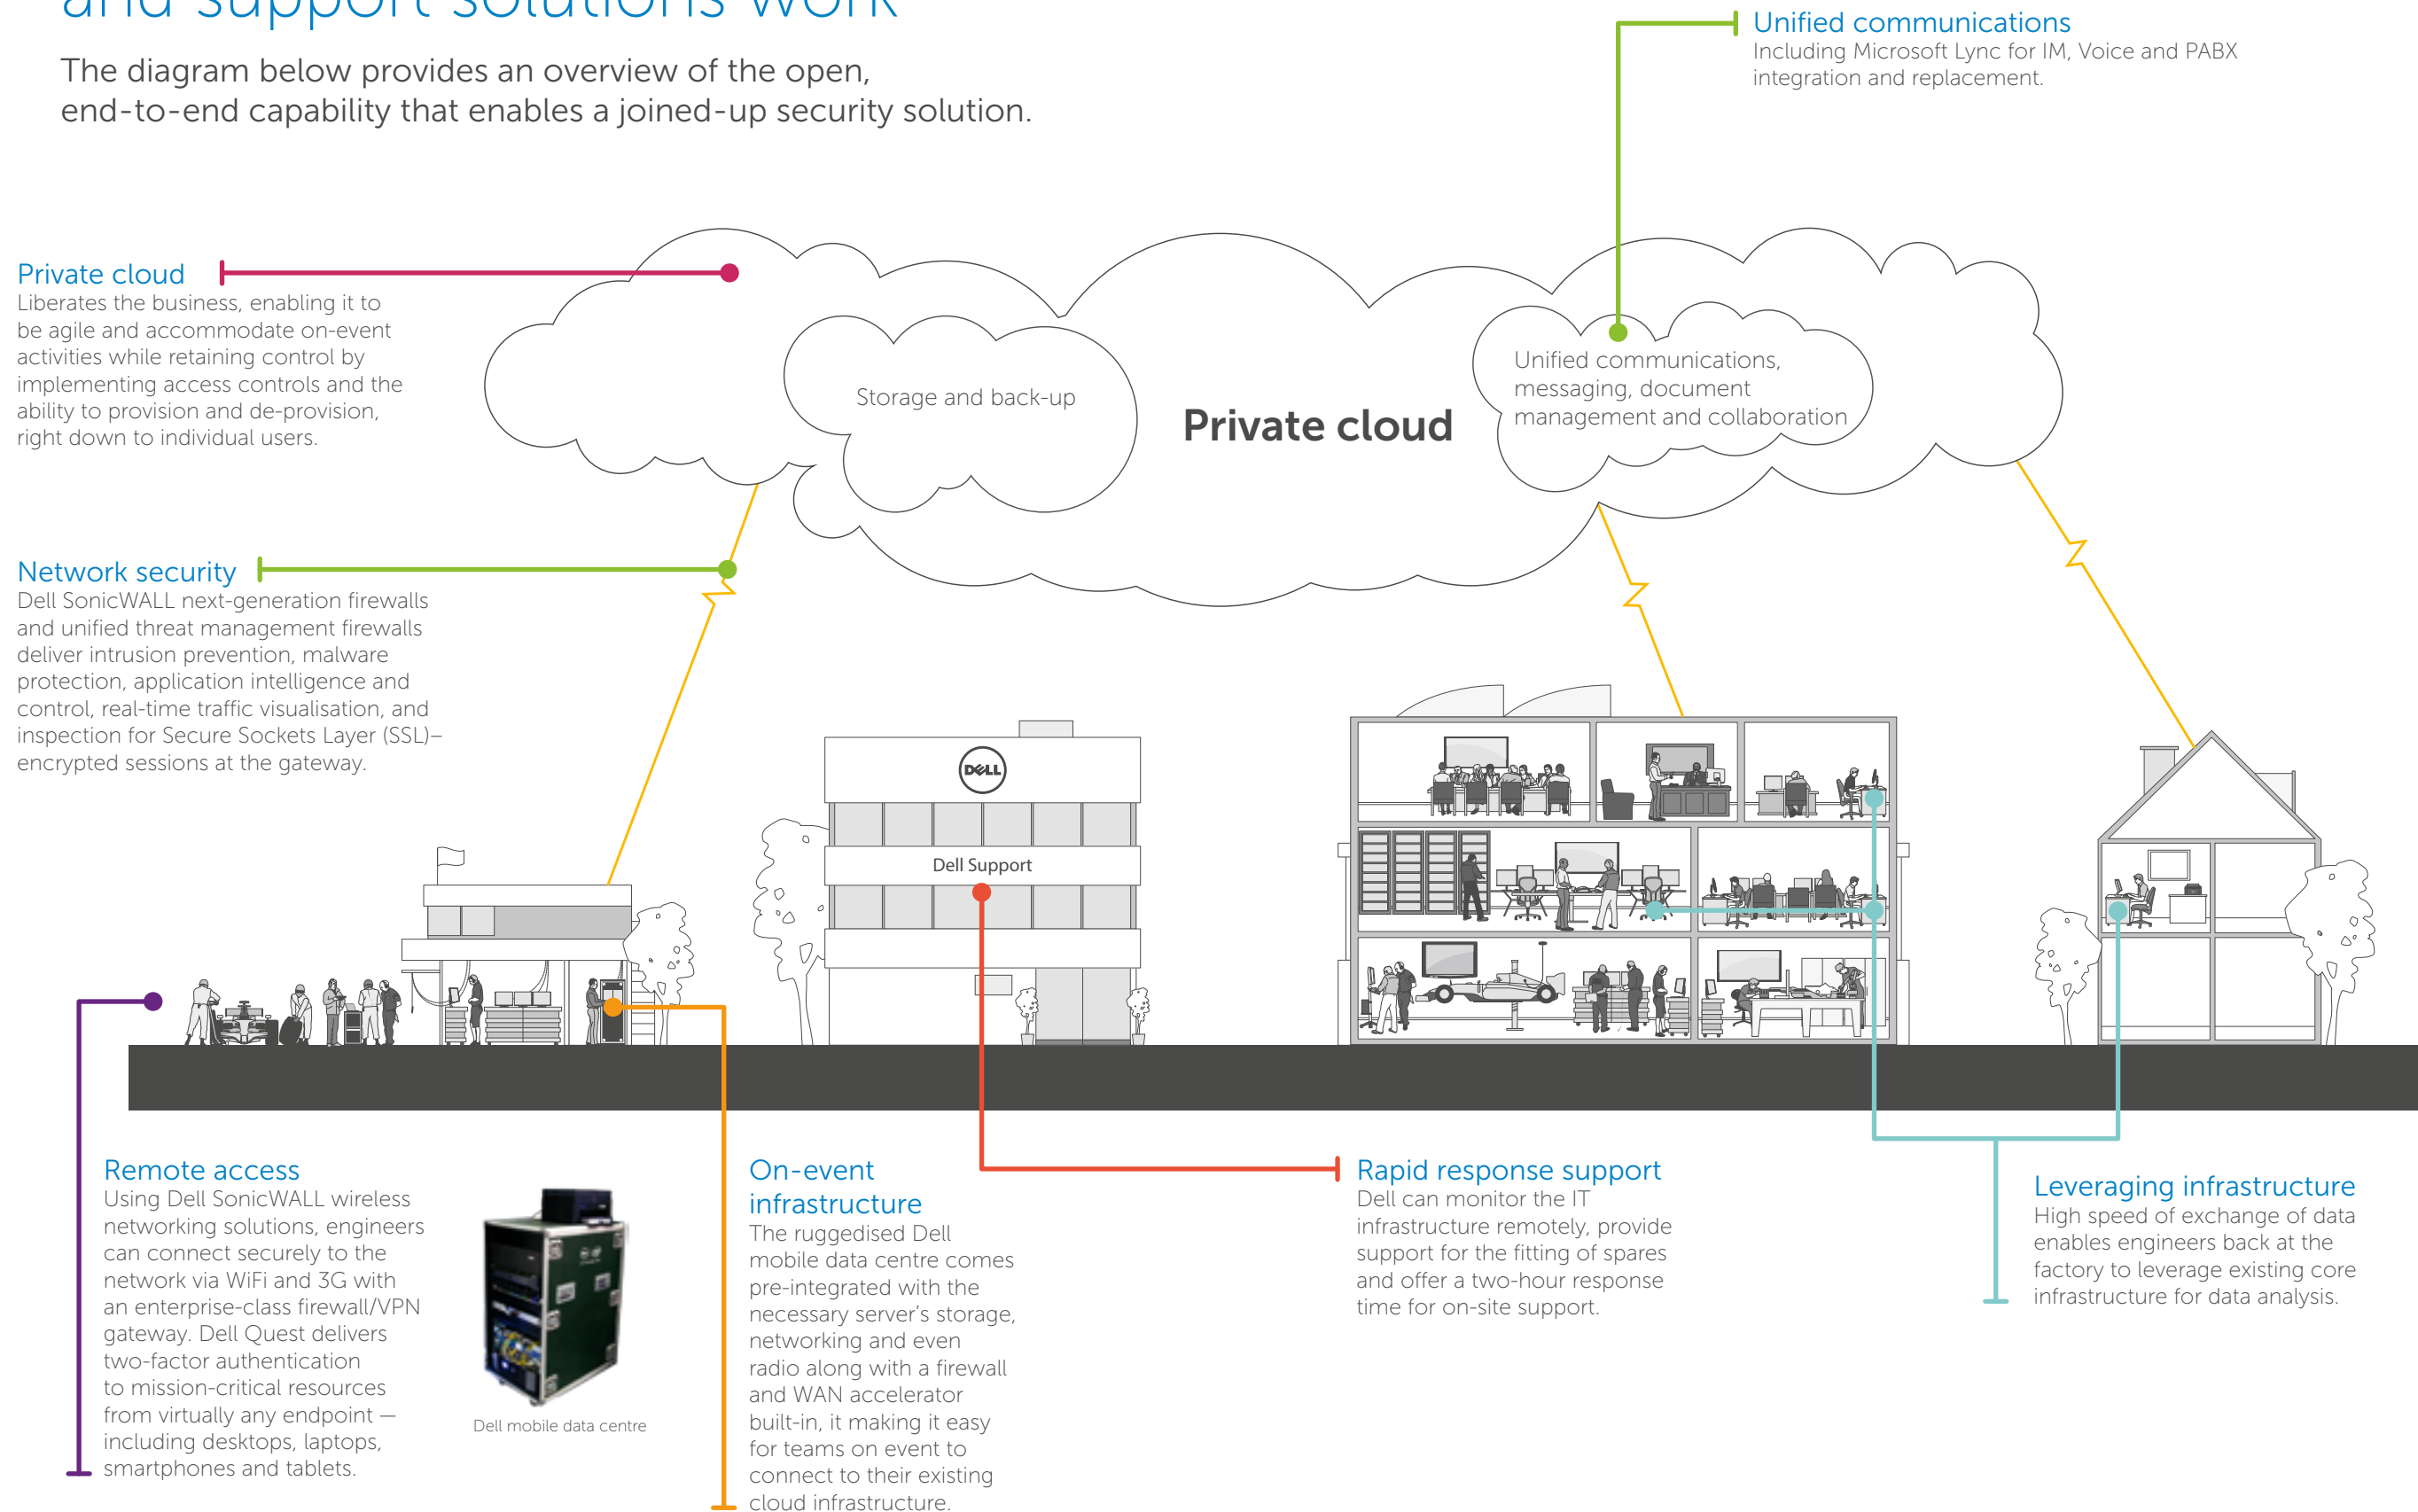 and support solutions work
The diagram below provides an overview of the open,
end-to-end capability that enables a joined-up security solution.
Unified communications
Including Microsoft Lync for IM, Voice and PABX
integration and replacement.
Private cloud
Liberates the business, enabling it to
be agile and accommodate on-event
activities while retaining control by
implementing access controls and the
ability to provision and de-provision,
right down to individual users.
Storage and back-up
Private cloud
Unified communications,
messaging, document
management and collaboration
Network security
Dell SonicWALL next-generation firewalls
and unified threat management firewalls
deliver intrusion prevention, malware
protection, application intelligence and
control, real-time traffic visualisation, and
inspection for Secure Sockets Layer (SSL)–
encrypted sessions at the gateway.
DELL
Dell Support
Remote access
Using Dell SonicWALL wireless
networking solutions, engineers
can connect securely to the
network via WiFi and 3G with
an enterprise-class firewall/VPN
gateway. Dell Quest delivers
two-factor authentication
to mission-critical resources
from virtually any endpoint —
including desktops, laptops,
smartphones and tablets.
Dell mobile data centre
On-event
infrastructure
The ruggedised Dell
mobile data centre comes
pre-integrated with the
necessary server's storage,
networking and even
radio along with a firewall
and WAN accelerator
built-in, it making it easy
for teams on event to
connect to their existing
cloud infrastructure.
Rapid response support
Dell can monitor the IT
infrastructure remotely, provide
support for the fitting of spares
and offer a two-hour response
time for on-site support.
Leveraging infrastructure
High speed of exchange of data
enables engineers back at the
factory to leverage existing core
infrastructure for data analysis.